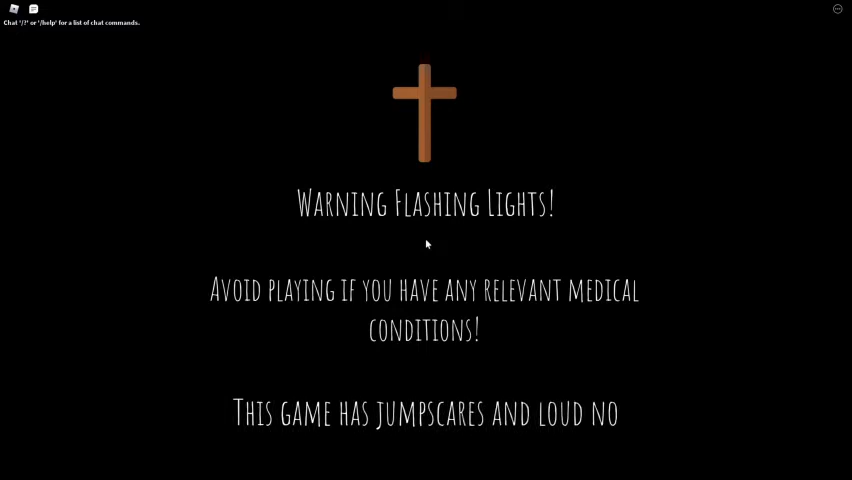 Chat '/?' or '/help' for a list of chat commands.
Warning Flashing Lights!
Avoid playing if you have any relevant medical
conditions!
This game has jumpscares and loud no